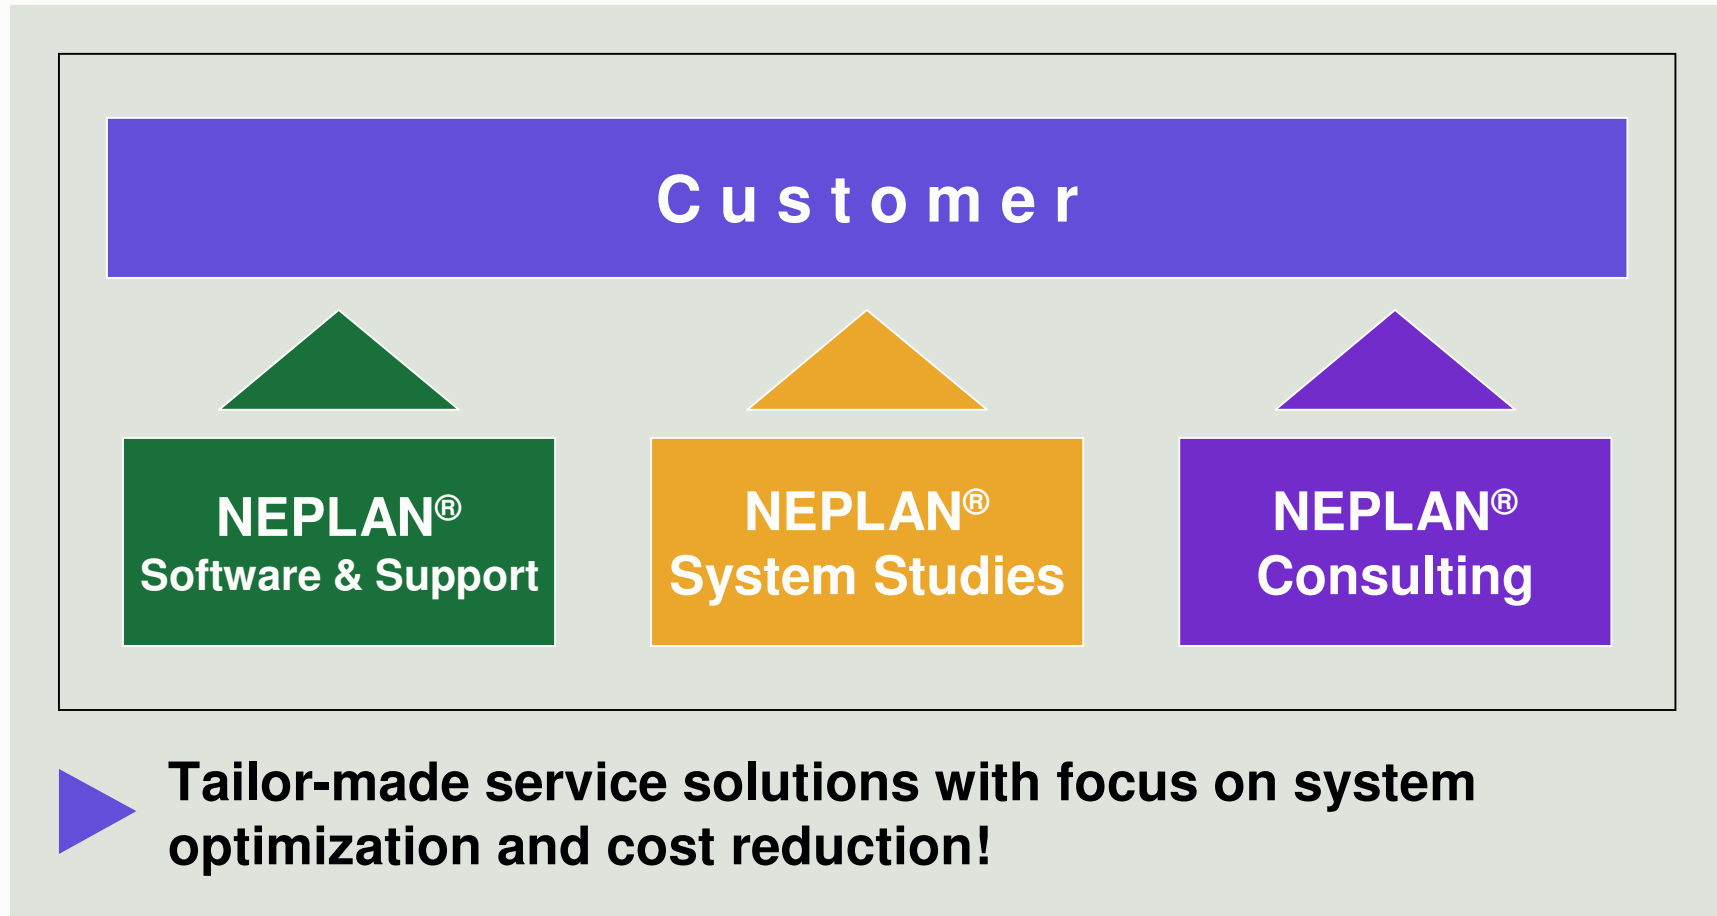 Customer
NEPLAN®
Software & Support
NEPLAN®
System Studies
NEPLAN®
Consulting
Tailor-made service solutions with focus on system
optimization and cost reduction!